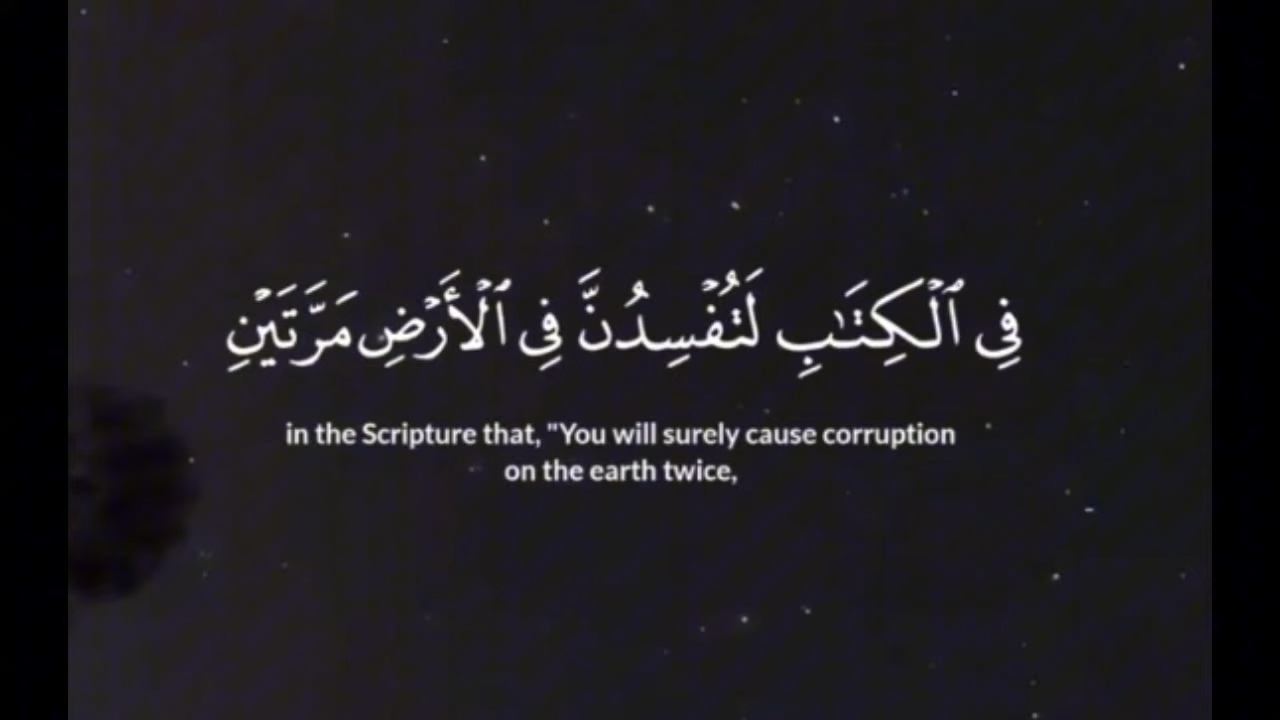 فِى ٱلْكِتَـٰبِ لَتُفْسِدُنَّ فِى ٱلْأَرْضِ مَرَّتَيْنِ
in the Scripture that, "You will surely cause corruption
on the earth twice,